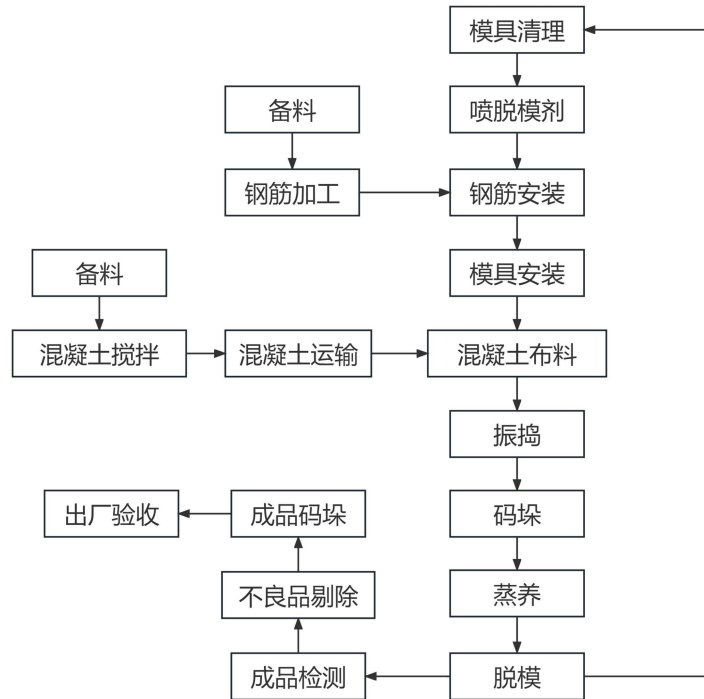 模具清理
备料
喷脱模剂
钢筋加工
钢筋安装
备料
模具安装
混凝土搅拌
混凝土运输
混凝土布料
振捣
出厂验收
成品码垛
码垛
不良品剔除
蒸养
成品检测
脱模